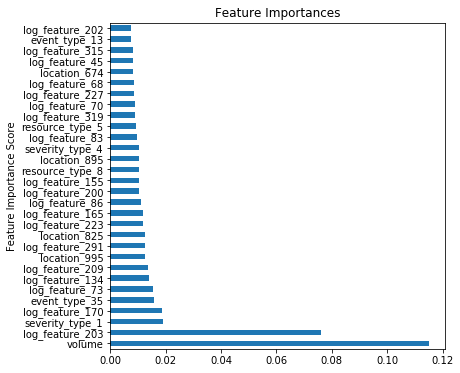 Feature Importances
log_feature_202
event_type_13
log_feature_315
log_feature_45
location_674
log_feature_68
log_feature_227
log_feature_70
log_feature_319
resource_type_5
log_feature_83
severity_type_4
location_895
resource_type_8
log_feature_155
log_feature_200
log_feature_86
log_feature_165
log_feature_223
location_825
log_feature_291
location_995
log_feature_209
log_feature_134
log_feature_73
event_type_35
log_feature_170
severity_type_1
log_feature_203
volume
Feature Importance Score
0.00 0.02 0.04 0.06 0.08 0.10 0.12